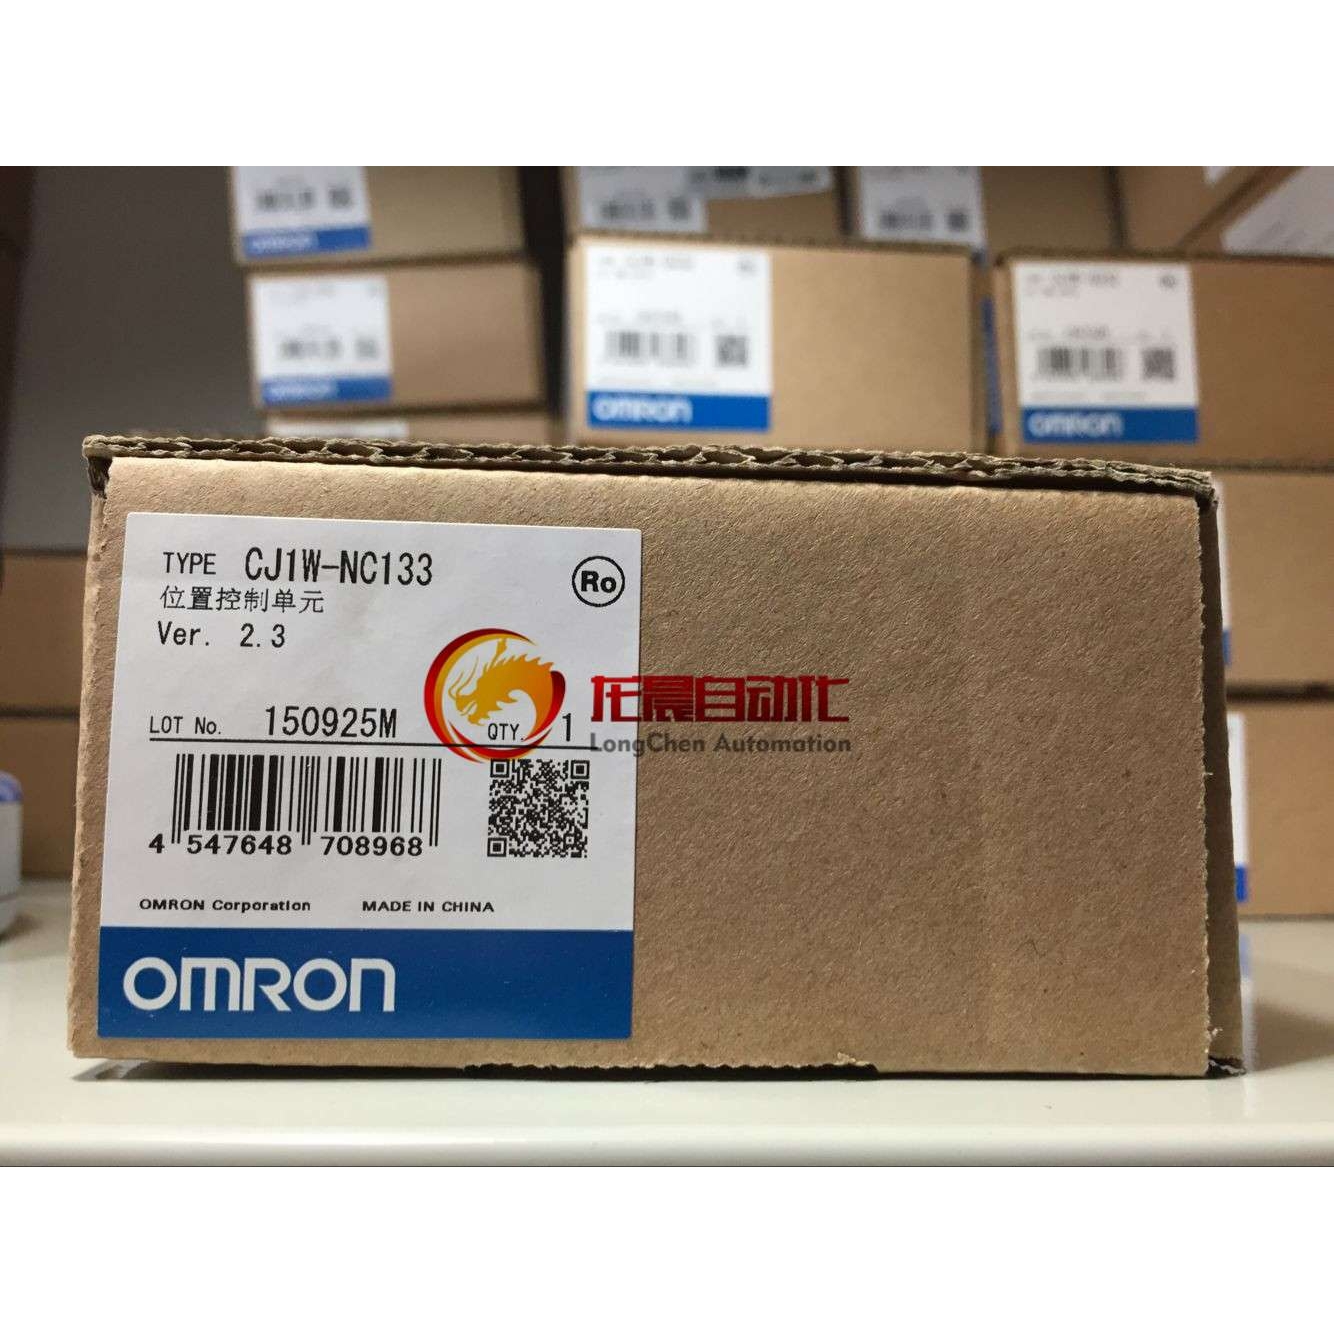 OMRON
OMRON
OMRON
OMRON
TYPE CJ1W-NC133
Ro
位置控制单元
Ver. 2.3
龙晨自动化
LongChen Automation
LOT No. 150925M QTY. 1
4 547648 708968
OMRON Corporation MADE IN CHINA
OMRON